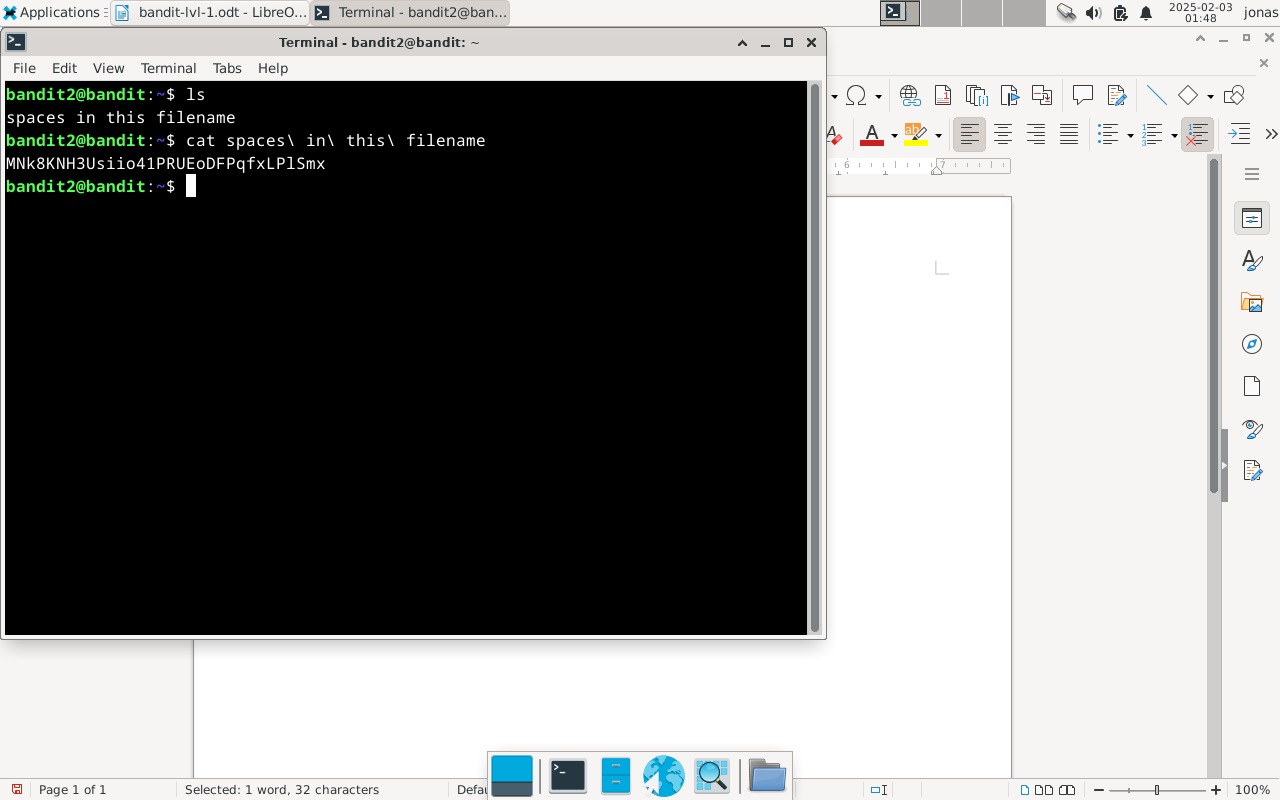 Applications
bandit-lvl-1.odt - LibreO...
Terminal - bandit2@ban...
2025-02-03
01:48
jonas
Terminal - bandit2@bandit: ~
File Edit View Terminal Tabs Help
bandit2@bandit:~$ ls
spaces in this filename
bandit2@bandit:~$ cat spaces\ in\ this\ filename
MNk8KNH3Usiio41PRUEoDFPqfxLPlSmx
bandit2@bandit:~$
6 7
Page 1 of 1
Selected: 1 word, 32 characters
Defau
100%